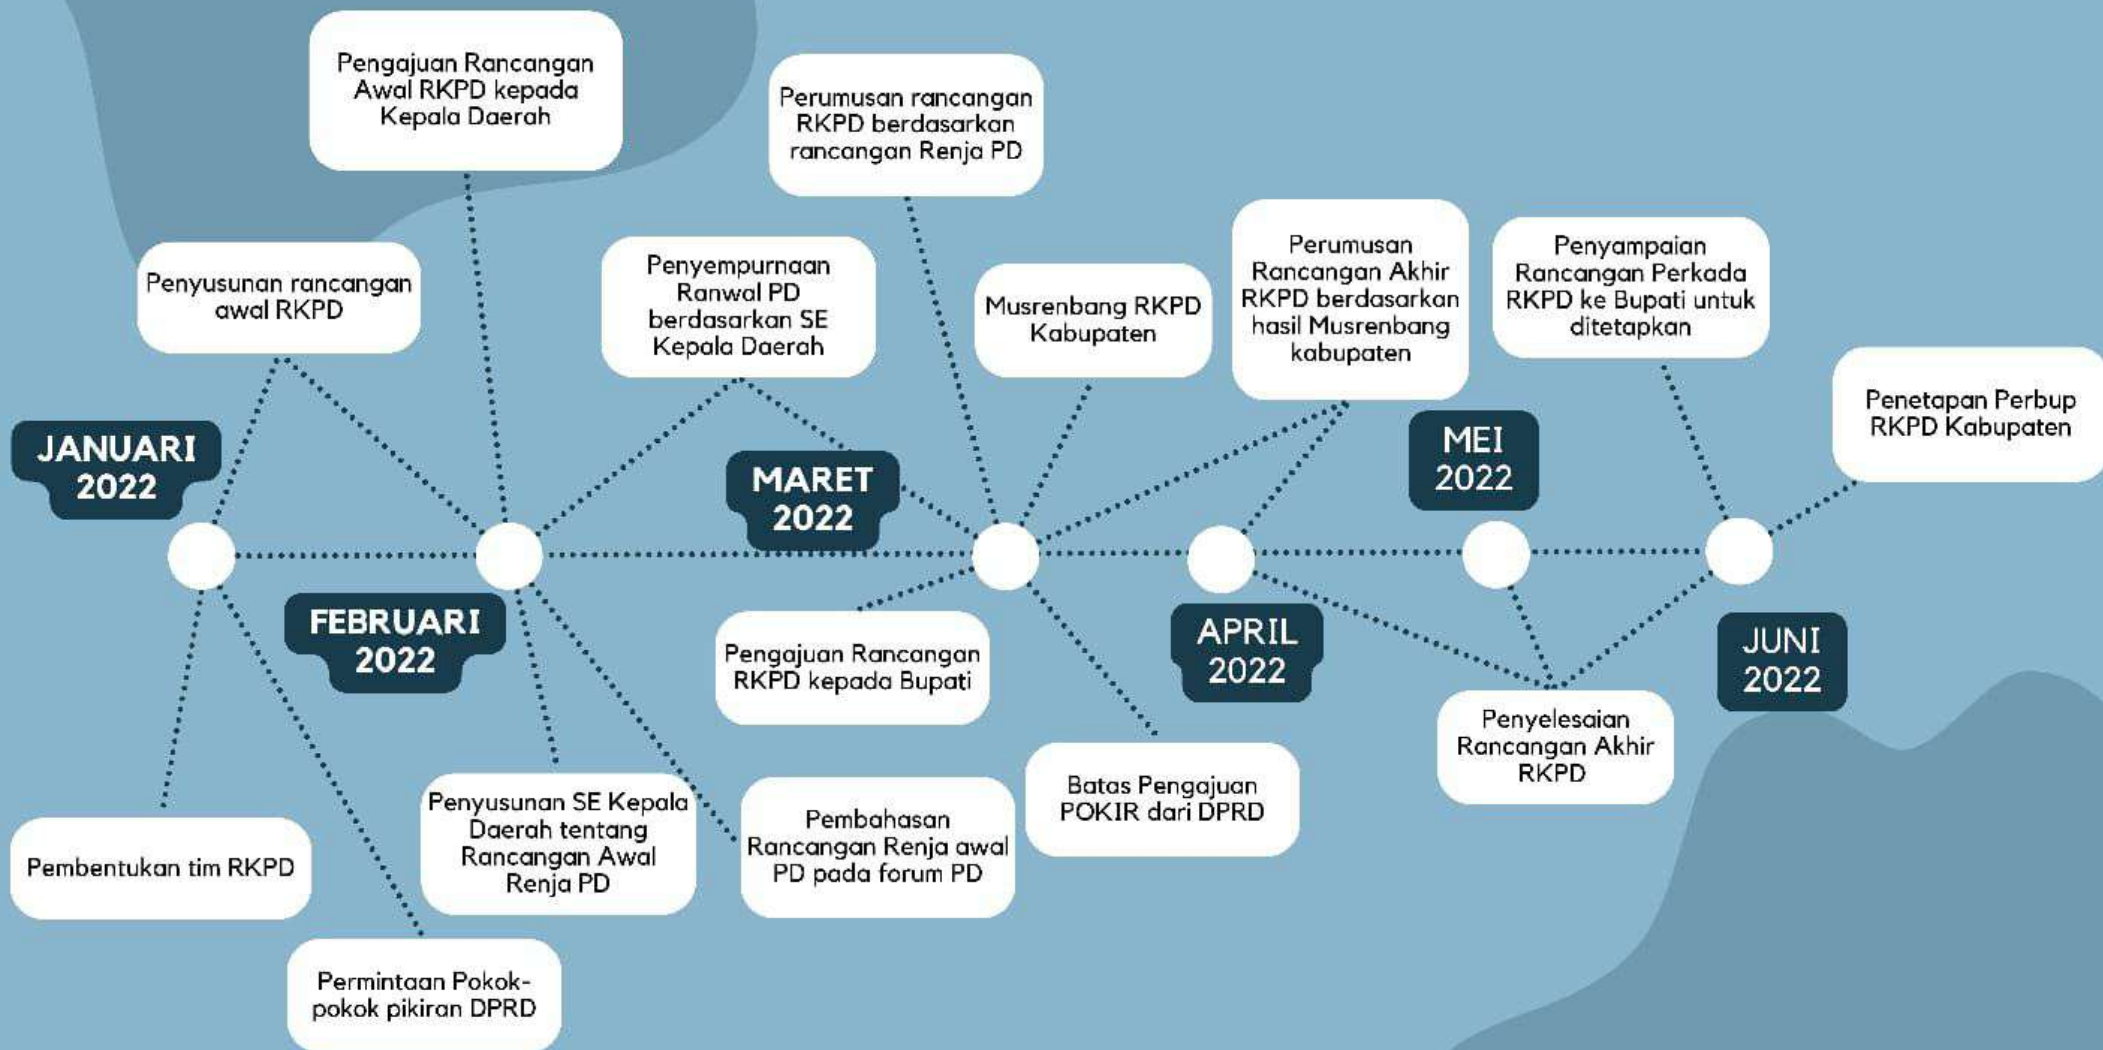 Pengajuan Rancangan
Awal RKPD kepada
Kepala Daerah
Perumusan rancangan
RKPD berdasarkan
rancangan Renja PD
Penyusunan rancangan
awal RKPD
Penyempurnaan
Ranwal PD
berdasarkan SE
Kepala Daerah
Musrenbang RKPD
Kabupaten
Perumusan
Rancangan Akhir
RKPD berdasarkan
hasil Musrenbang
kabupaten
Penyampaian
Rancangan Perkada
RKPD ke Bupati untuk
ditetapkan
Penetapan Perbup
RKPD Kabupaten
JANUARI
2022
MARET
2022
MEI
2022
FEBRUARI
2022
APRIL
2022
JUNI
2022
Pengajuan Rancangan
RKPD kepada Bupati
Penyelesaian
Rancangan Akhir
RKPD
Batas Pengajuan
POKIR dari DPRD
Pembentukan tim RKPD
Penyusunan SE Kepala
Daerah tentang
Rancangan Awal
Renja PD
Pembahasan
Rancangan Renja awal
PD pada forum PD
Permintaan Pokok-
pokok pikiran DPRD